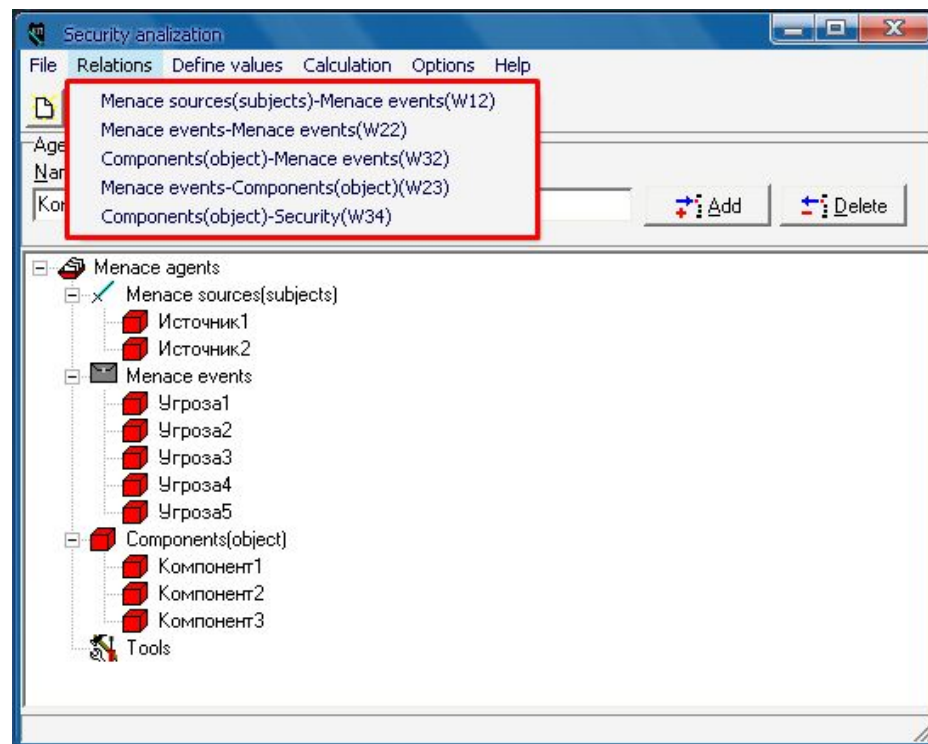 Security analization
File Relations Define values Calculation Options Help
Menace sources(subjects)-Menace events(W12)
Menace events-Menace events(W22)
Components(object)-Menace events(W32)
Menace events-Components(object)(W23)
Components(object)-Security(W34)
Add Delete
Menace agents
Menace sources(subjects)
Источник1
Источник2
Menace events
Угроза1
Угроза2
Угроза3
Угроза4
Угроза5
Components(object)
Компонент1
Компонент2
Компонент3
Tools